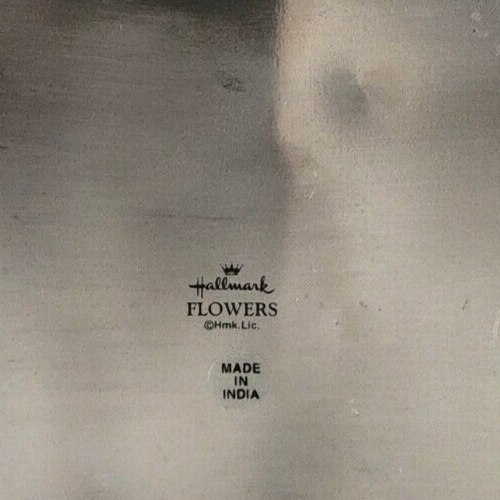 Hallmark
FLOWERS
©Hmk.Lic.
MADE
IN
INDIA